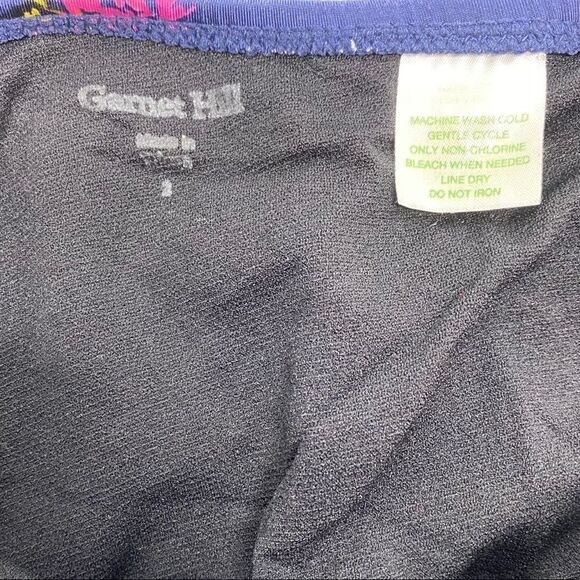 Garnet Hill
Made in
2
MACHINE WASH COLD
GENTLE CYCLE
ONLY NON-CHLORINE
BLEACH WHEN NEEDED
LINE DRY
DO NOT IRON